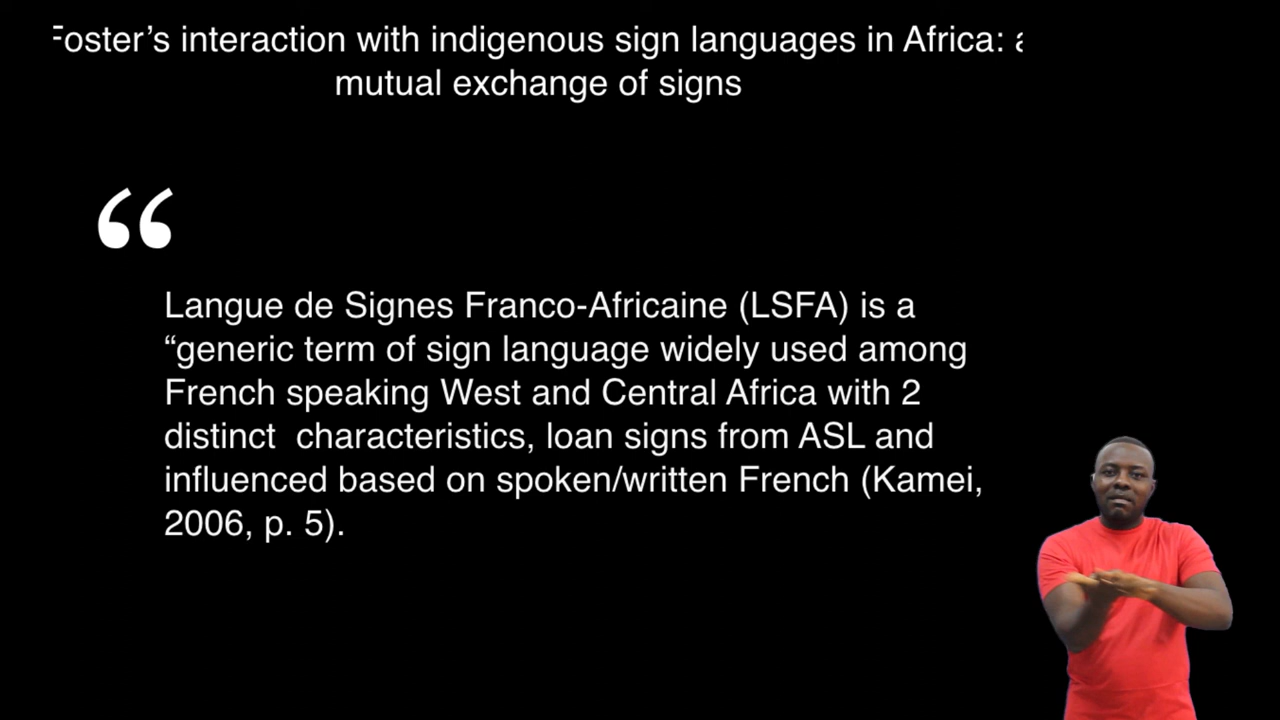 Foster’s interaction with indigenous sign languages in Africa: a
mutual exchange of signs
“
Langue de Signes Franco-Africaine (LSFA) is a
“generic term of sign language widely used among
French speaking West and Central Africa with 2
distinct  characteristics, loan signs from ASL and
influenced based on spoken/written French (Kamei,
2006, p. 5).